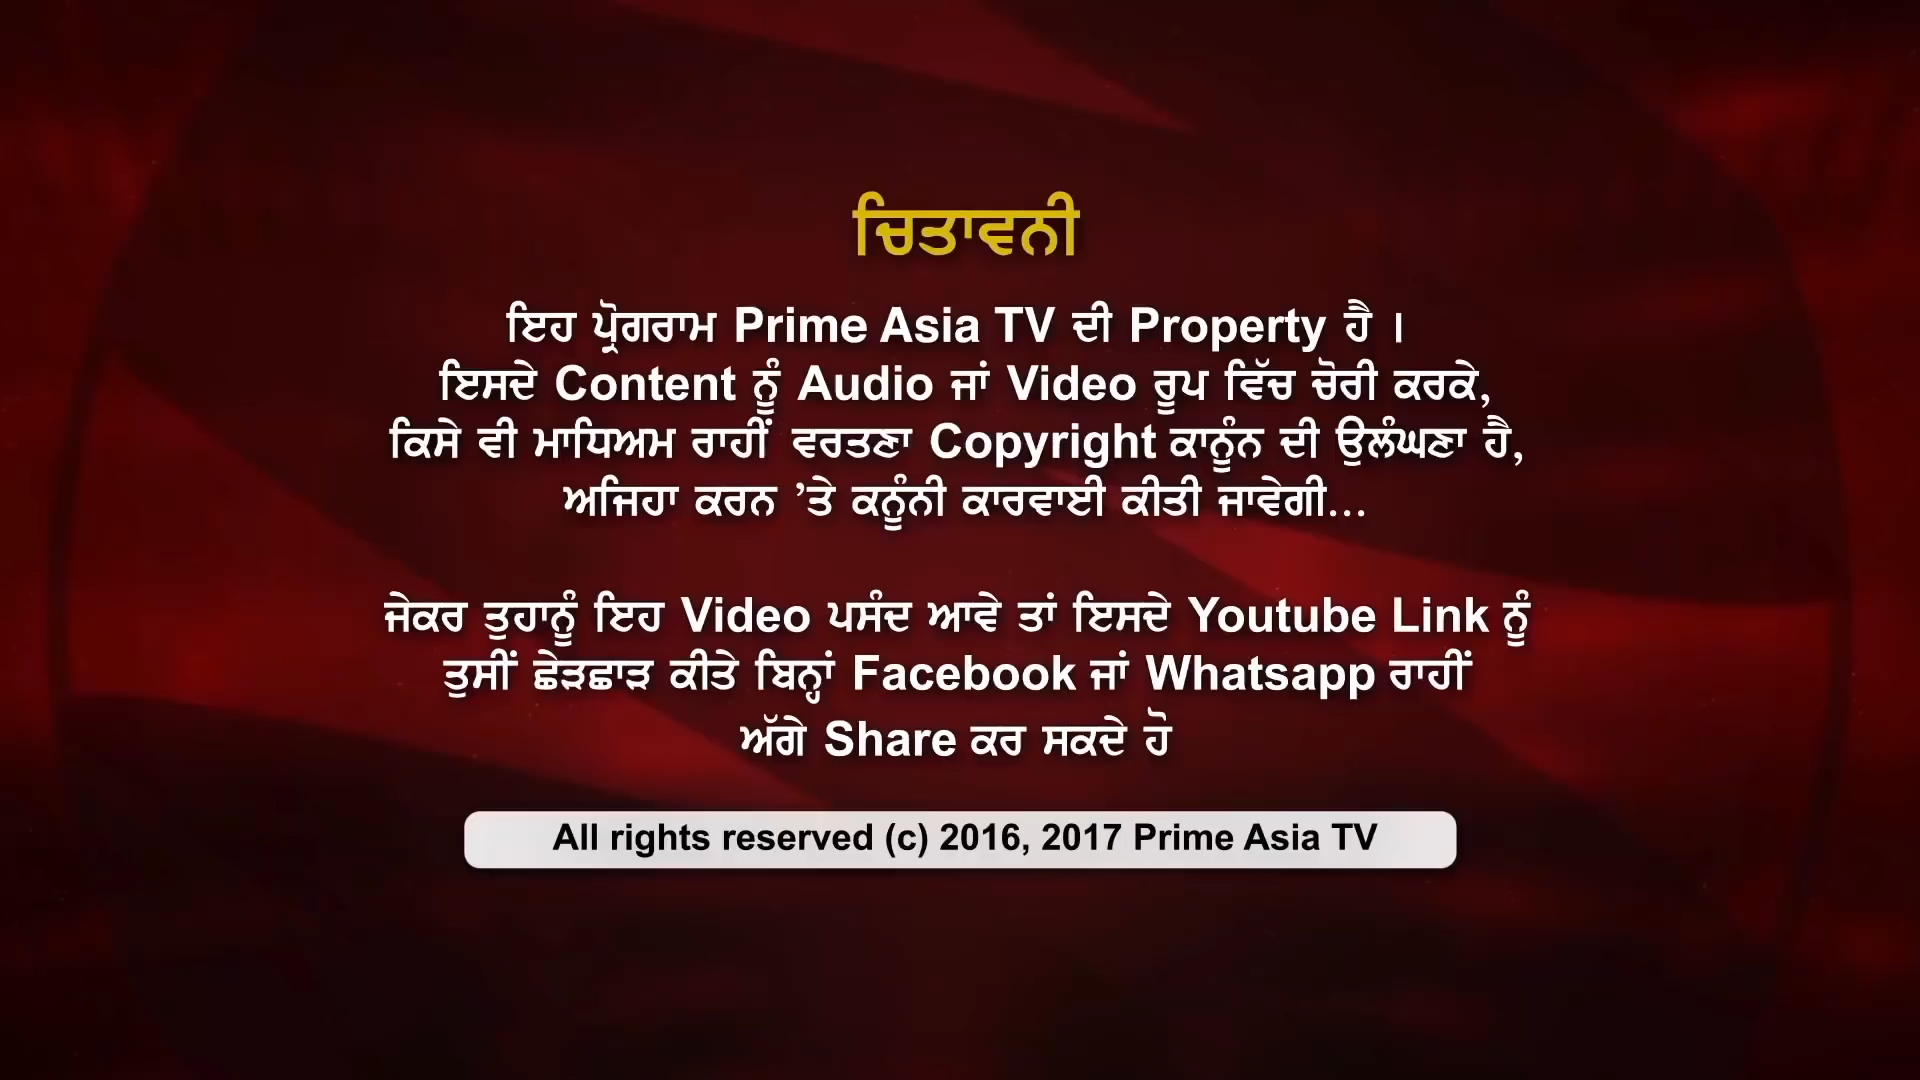 ਚਿਤਾਵਨੀ
ਇਹ ਪ੍ਰੋਗਰਾਮ Prime Asia TV ਦੀ Property ਹੈ ।
ਇਸਦੇ Content ਨੂੰ Audio ਜਾਂ Video ਰੂਪ ਵਿੱਚ ਚੋਰੀ ਕਰਕੇ,
ਕਿਸੇ ਵੀ ਮਾਧਿਅਮ ਰਾਹੀਂ ਵਰਤਣਾ Copyright ਕਾਨੂੰਨ ਦੀ ਉਲੰਘਣਾ ਹੈ,
ਅਜਿਹਾ ਕਰਨ ’ਤੇ ਕਨੂੰਨੀ ਕਾਰਵਾਈ ਕੀਤੀ ਜਾਵੇਗੀ...
ਜੇਕਰ ਤੁਹਾਨੂੰ ਇਹ Video ਪਸੰਦ ਆਵੇ ਤਾਂ ਇਸਦੇ Youtube Link ਨੂੰ
ਤੁਸੀਂ ਛੇੜਛਾੜ ਕੀਤੇ ਬਿਨ੍ਹਾਂ Facebook ਜਾਂ Whatsapp ਰਾਹੀਂ
ਅੱਗੇ Share ਕਰ ਸਕਦੇ ਹੋ
All rights reserved (c) 2016, 2017 Prime Asia TV